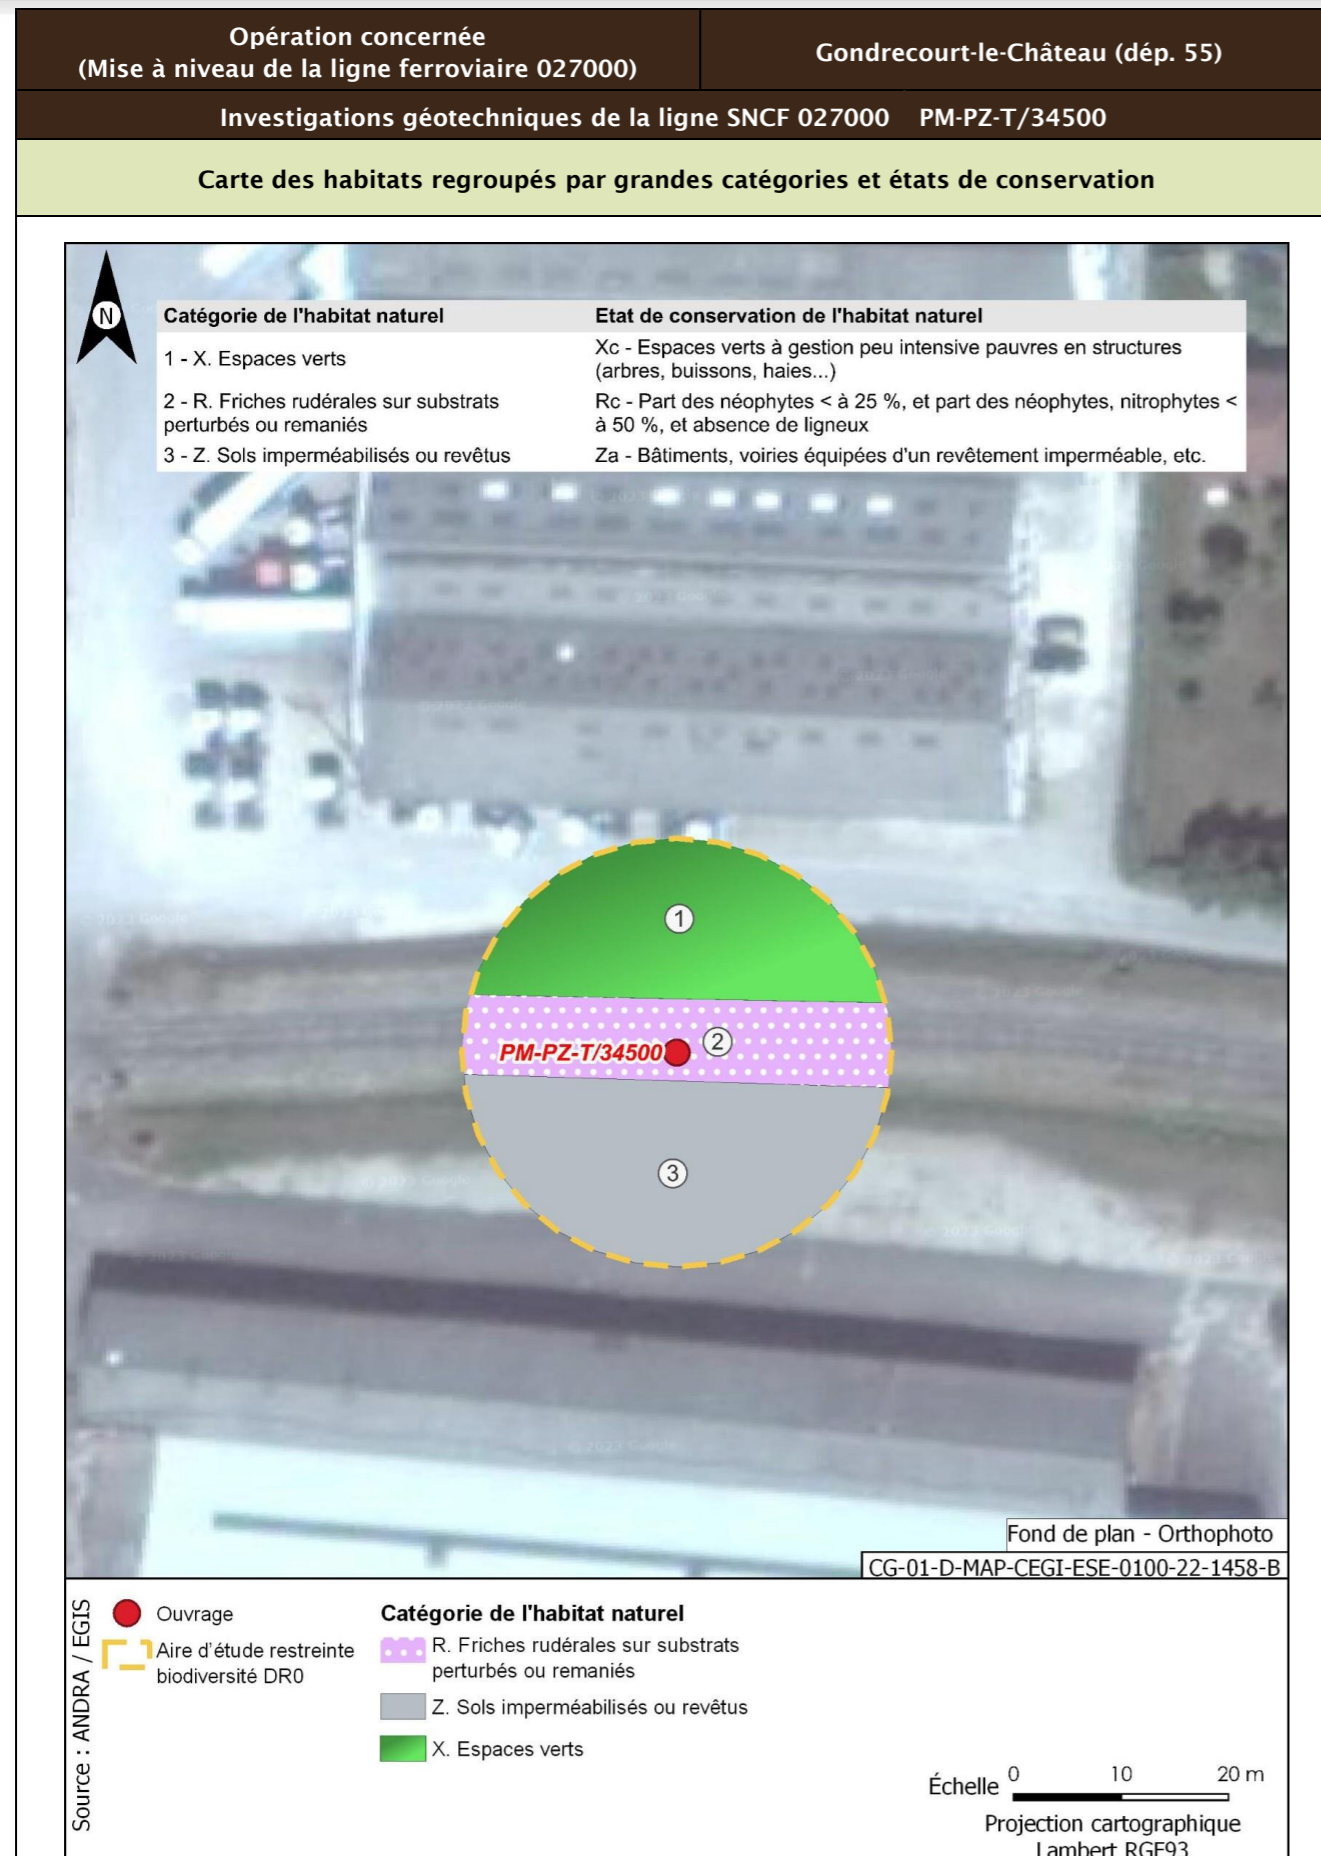 Opération concernée
(Mise à niveau de la ligne ferroviaire 027000)
Gondrecourt-le-Château (dép. 55)
Investigations géotechniques de la ligne SNCF 027000 PM-PZ-T/34500
Carte des habitats regroupés par grandes catégories et états de conservation
N
Catégorie de l'habitat naturel
Etat de conservation de l'habitat naturel
1 - X. Espaces verts
Xc - Espaces verts à gestion peu intensive pauvres en structures
(arbres, buissons, haies...)
2 - R. Friches rudérales sur substrats
perturbés ou remaniés
Rc - Part des néophytes < à 25 %, et part des néophytes, nitrophytes <
à 50 %, et absence de ligneux
3 - Z. Sols imperméabilisés ou revêtus
Za - Bâtiments, voiries équipées d'un revêtement imperméable, etc.
1
PM-PZ-T/34500
2
3
Fond de plan - Orthophoto
CG-01-D-MAP-CEGI-ESE-0100-22-1458-B
Source : ANDRA / EGIS
Ouvrage
Aire d'étude restreinte
biodiversité DR0
Catégorie de l'habitat naturel
R. Friches rudérales sur substrats
perturbés ou remaniés
Z. Sols imperméabilisés ou revêtus
X. Espaces verts
Échelle 0 10 20 m
Projection cartographique
Lambert RGF93